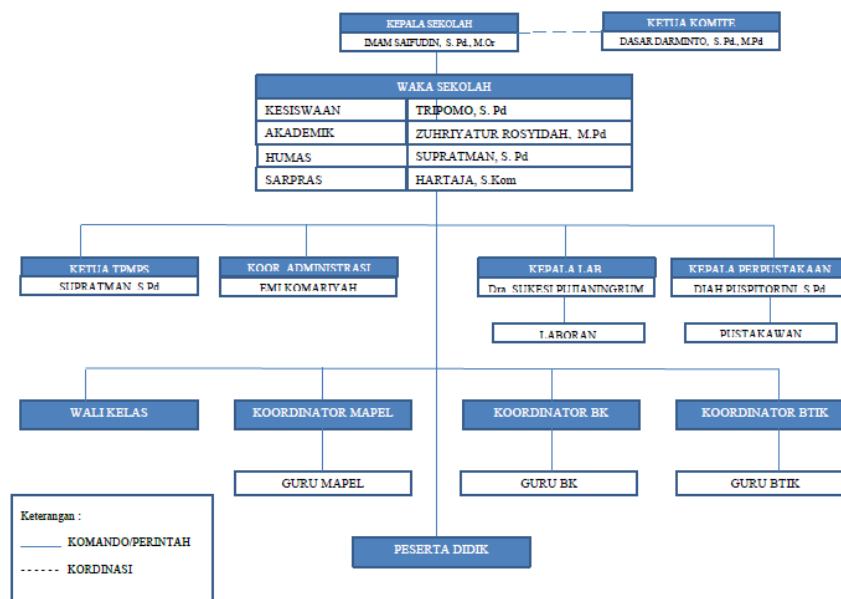 KEPALA SEKOLAH
IMAM SAIFUDIN, S. Pd., M.Or
KETUA KOMITE
DASAR DARMINTO, S. Pd., M.Pd
WAKA SEKOLAH
KESISWAAN TRIPOMO, S. Pd
AKADEMIK ZUHRIYATUR ROSYIDAH, M.Pd
HUMAS SUPRATMAN, S. Pd
SARPRAS HARTAJA, S.Kom
KETUA TPMPS
SUPRATMAN, S.Pd
KOOR. ADMINISTRASI
EMI KOMARIYAH
KEPALA LAB
Dra. SUKESI PUJIANINGRUM
LABORAN
KEPALA PERPUSTAKAAN
DIAH PUSPITORINI, S.Pd
PUSTAKAWAN
WALI KELAS
KOORDINATOR MAPEL
KOORDINATOR BK
KOORDINATOR BTIK
GURU MAPEL
GURU BK
GURU BTIK
Keterangan :
KOMANDO/PERINTAH
KORDINASI
PESERTA DIDIK